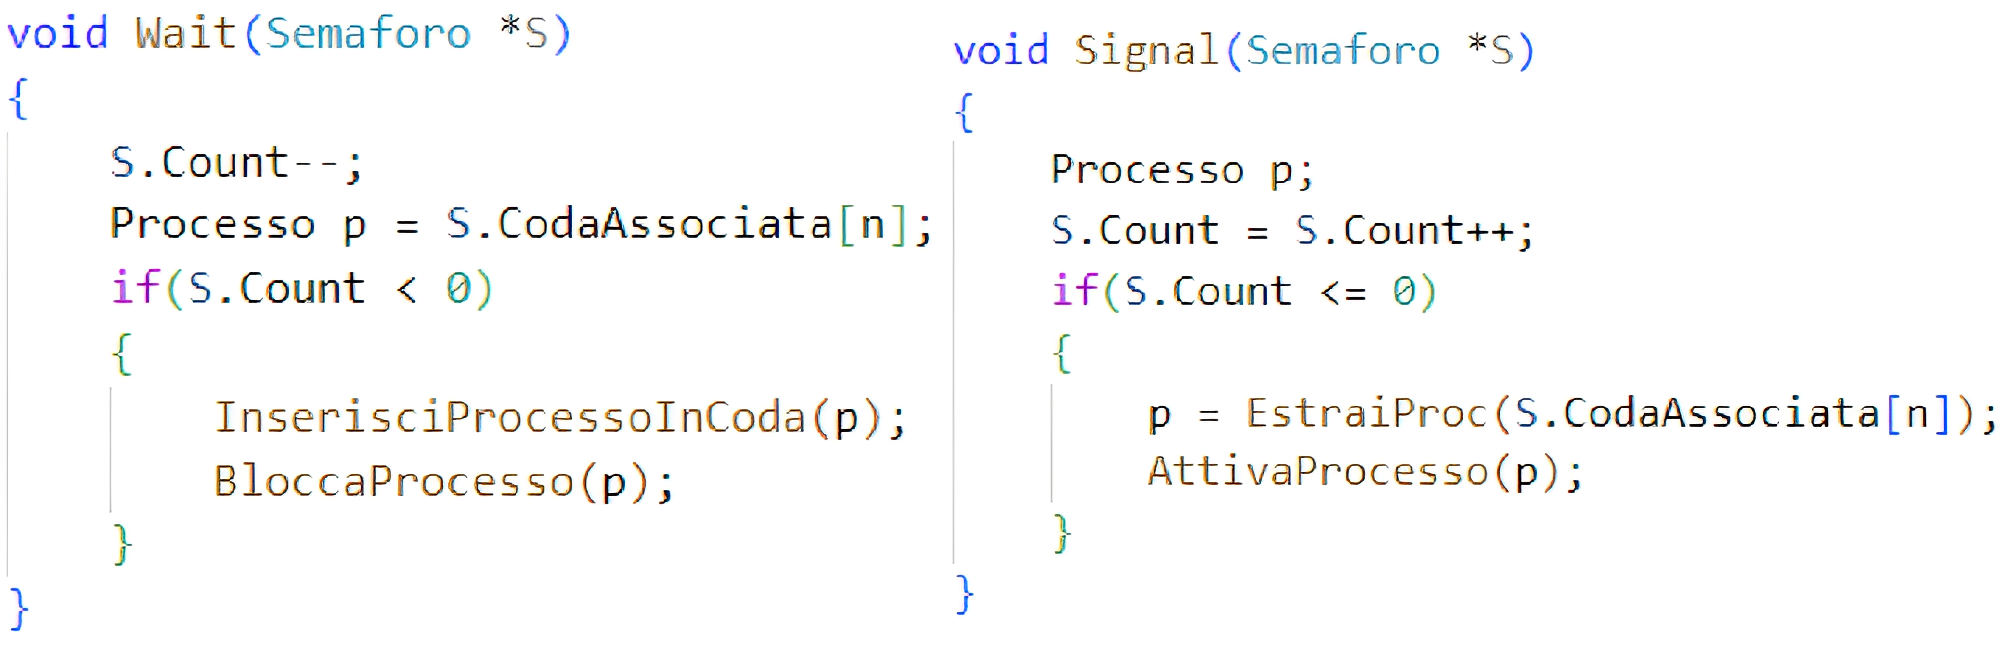 void Wait(Semaforo *S)
{
    S.Count--;
    Processo p = S.CodaAssociata[n];
    if(S.Count < 0)
    {
        InserisciProcessoInCoda(p);
        BloccaProcesso(p);
    }
}
void Signal(Semaforo *S)
{
    Processo p;
    S.Count = S.Count++;
    if(S.Count <= 0)
    {
        p = EstraiProc(S.CodaAssociata[n]);
        AttivaProcesso(p);
    }
}